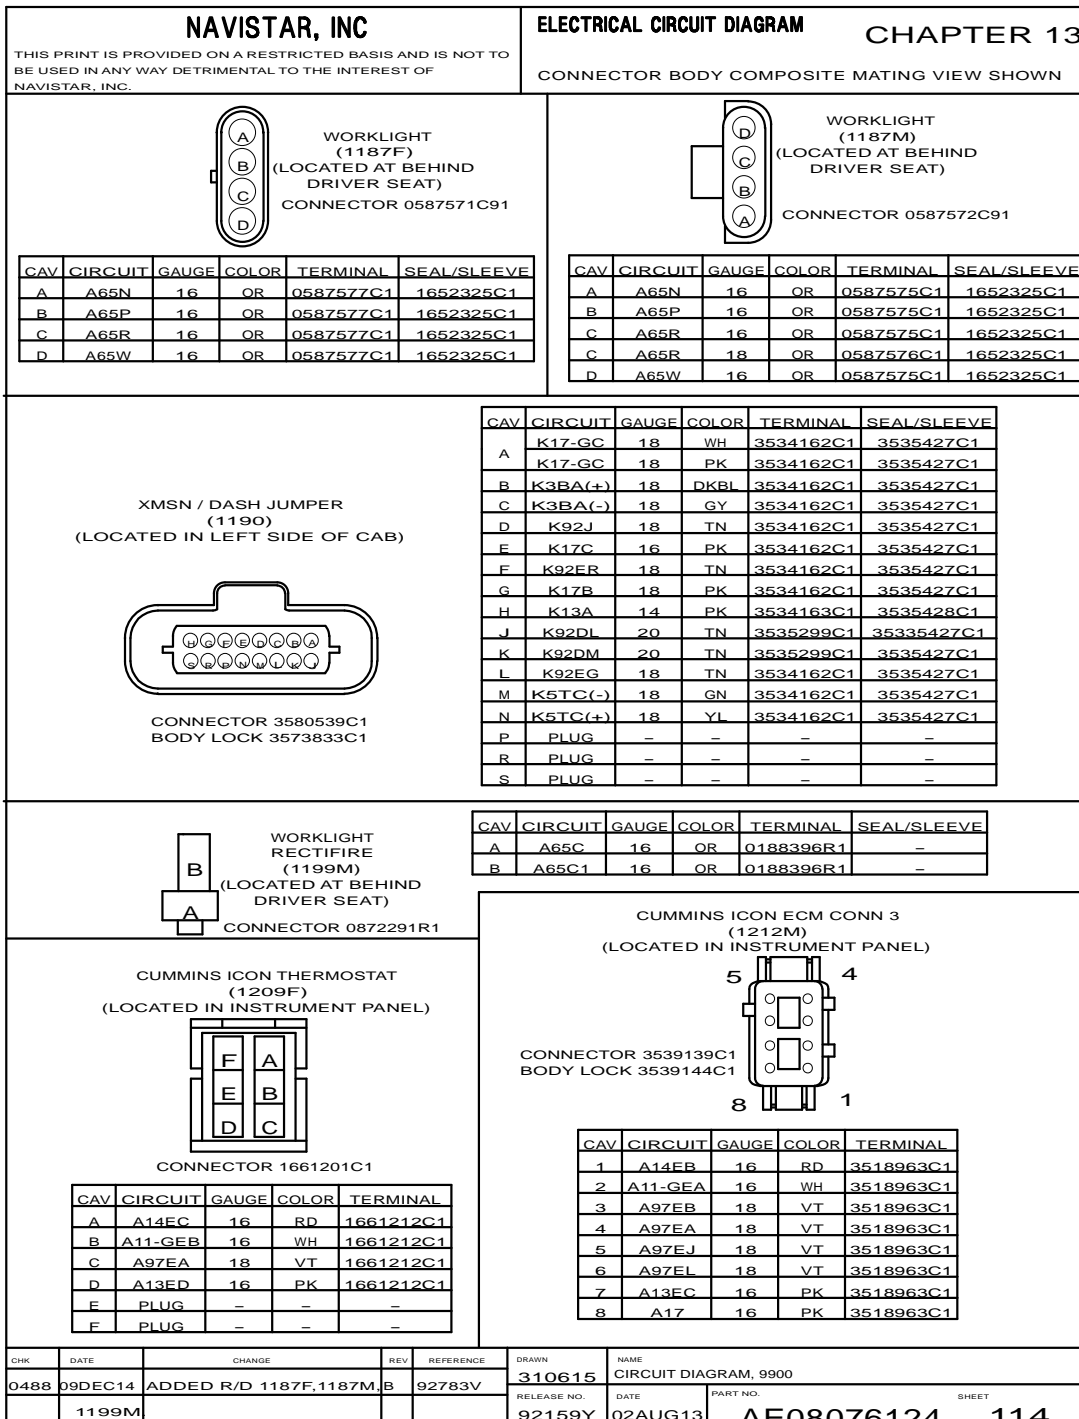 NAVISTAR, INC
THIS PRINT IS PROVIDED ON A RESTRICTED BASIS AND IS NOT TO
BE USED IN ANY WAY DETRIMENTAL TO THE INTEREST OF
NAVISTAR, INC.
ELECTRICAL CIRCUIT DIAGRAM
CHAPTER 13
CONNECTOR BODY COMPOSITE MATING VIEW SHOWN
A
B
C
D
WORKLIGHT
(1187F)
(LOCATED AT BEHIND
DRIVER SEAT)
CONNECTOR 0587571C91
CAV CIRCUIT GAUGE COLOR TERMINAL SEAL/SLEEVE
A A65N 16 OR 0587577C1 1652325C1
B A65P 16 OR 0587577C1 1652325C1
C A65R 16 OR 0587577C1 1652325C1
D A65W 16 OR 0587577C1 1652325C1
D
C
B
A
WORKLIGHT
(1187M)
(LOCATED AT BEHIND
DRIVER SEAT)
CONNECTOR 0587572C91
CAV CIRCUIT GAUGE COLOR TERMINAL SEAL/SLEEVE
A A65N 16 OR 0587575C1 1652325C1
B A65P 16 OR 0587575C1 1652325C1
C A65R 16 OR 0587575C1 1652325C1
C A65R 18 OR 0587576C1 1652325C1
D A65W 16 OR 0587575C1 1652325C1
XMSN / DASH JUMPER
(1190)
(LOCATED IN LEFT SIDE OF CAB)
H G F E D C B A
S R P N M L K J
CONNECTOR 3580539C1
BODY LOCK 3573833C1
CAV CIRCUIT GAUGE COLOR TERMINAL SEAL/SLEEVE
A K17-GC 18 WH 3534162C1 3535427C1
K17-GC 18 PK 3534162C1 3535427C1
B K3BA(+) 18 DKBL 3534162C1 3535427C1
C K3BA(-) 18 GY 3534162C1 3535427C1
D K92J 18 TN 3534162C1 3535427C1
E K17C 16 PK 3534162C1 3535427C1
F K92ER 18 TN 3534162C1 3535427C1
G K17B 18 PK 3534162C1 3535427C1
H K13A 14 PK 3534163C1 3535428C1
J K92DL 20 TN 3535299C1 35335427C1
K K92DM 20 TN 3535299C1 3535427C1
L K92EG 18 TN 3534162C1 3535427C1
M K5TC(-) 18 GN 3534162C1 3535427C1
N K5TC(+) 18 YL 3534162C1 3535427C1
P PLUG – – – –
R PLUG – – – –
S PLUG – – – –
B
A
WORKLIGHT
RECTIFIRE
(1199M)
(LOCATED AT BEHIND
DRIVER SEAT)
CONNECTOR 0872291R1
CAV CIRCUIT GAUGE COLOR TERMINAL SEAL/SLEEVE
A A65C 16 OR 0188396R1 –
B A65C1 16 OR 0188396R1 –
CUMMINS ICON THERMOSTAT
(1209F)
(LOCATED IN INSTRUMENT PANEL)
F A
E B
D C
CONNECTOR 1661201C1
CAV CIRCUIT GAUGE COLOR TERMINAL
A A14EC 16 RD 1661212C1
B A11-GEB 16 WH 1661212C1
C A97EA 18 VT 1661212C1
D A13ED 16 PK 1661212C1
E PLUG – – –
F PLUG – – –
CUMMINS ICON ECM CONN 3
(1212M)
(LOCATED IN INSTRUMENT PANEL)
5 4
CONNECTOR 3539139C1
BODY LOCK 3539144C1
8 1
CAV CIRCUIT GAUGE COLOR TERMINAL
1 A14EB 16 RD 3518963C1
2 A11-GEA 16 WH 3518963C1
3 A97EB 18 VT 3518963C1
4 A97EA 18 VT 3518963C1
5 A97EJ 18 VT 3518963C1
6 A97EL 18 VT 3518963C1
7 A13EC 16 PK 3518963C1
8 A17 16 PK 3518963C1
CHK DATE CHANGE REV REFERENCE
0488 09DEC14 ADDED R/D 1187F,1187M, B 92783V
1199M
DRAWN
310615
NAME
CIRCUIT DIAGRAM, 9900
RELEASE NO.
92159Y
DATE
02AUG13
PART NO.
AE08076124
SHEET
114